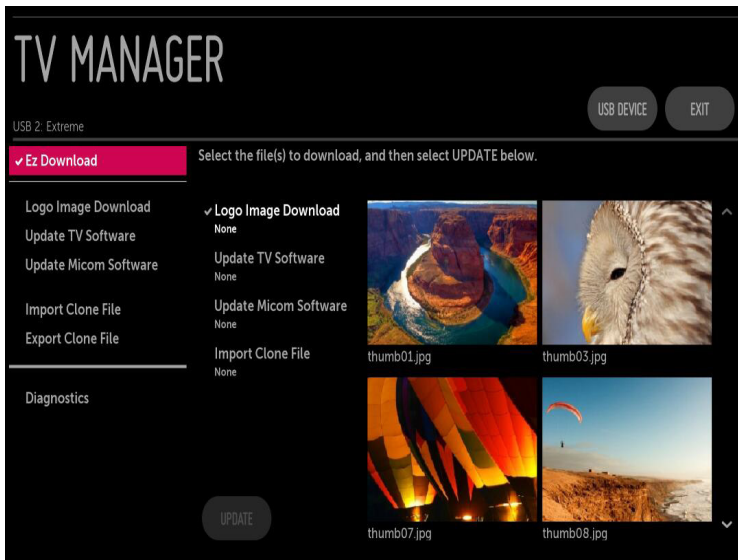 TV MANAGER
USB DEVICE
EXIT
USB 2: Extreme
Ez Download
Select the file(s) to download, and then select UPDATE below.
Logo Image Download
Update TV Software
Update Micom Software
Import Clone File
Export Clone File
Diagnostics
Logo Image Download
None
Update TV Software
None
Update Micom Software
None
Import Clone File
None
thumb01.jpg
thumb03.jpg
thumb07.jpg
thumb08.jpg
UPDATE